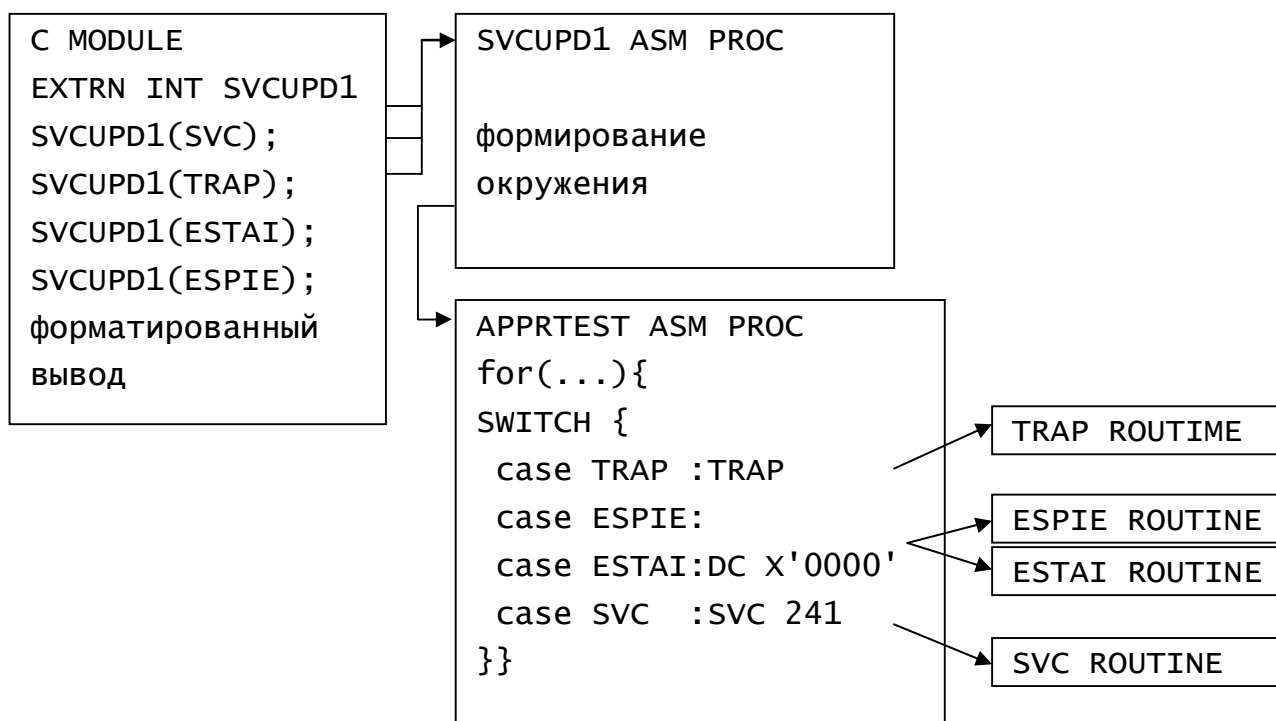 C MODULE
EXTRN INT SVCUPD1
SVCUPD1(SVC);
SVCUPD1(TRAP);
SVCUPD1(ESTAI);
SVCUPD1(ESPIE);
форматированный
вывод
SVCUPD1 ASM PROC
формирование
окружения
APPRTEST ASM PROC
for(...){
SWITCH {
case TRAP :TRAP
case ESPIE:
case ESTAI:DC X'0000'
case SVC  :SVC 241
}}
TRAP ROUTIME
ESPIE ROUTINE
ESTAI ROUTINE
SVC ROUTINE